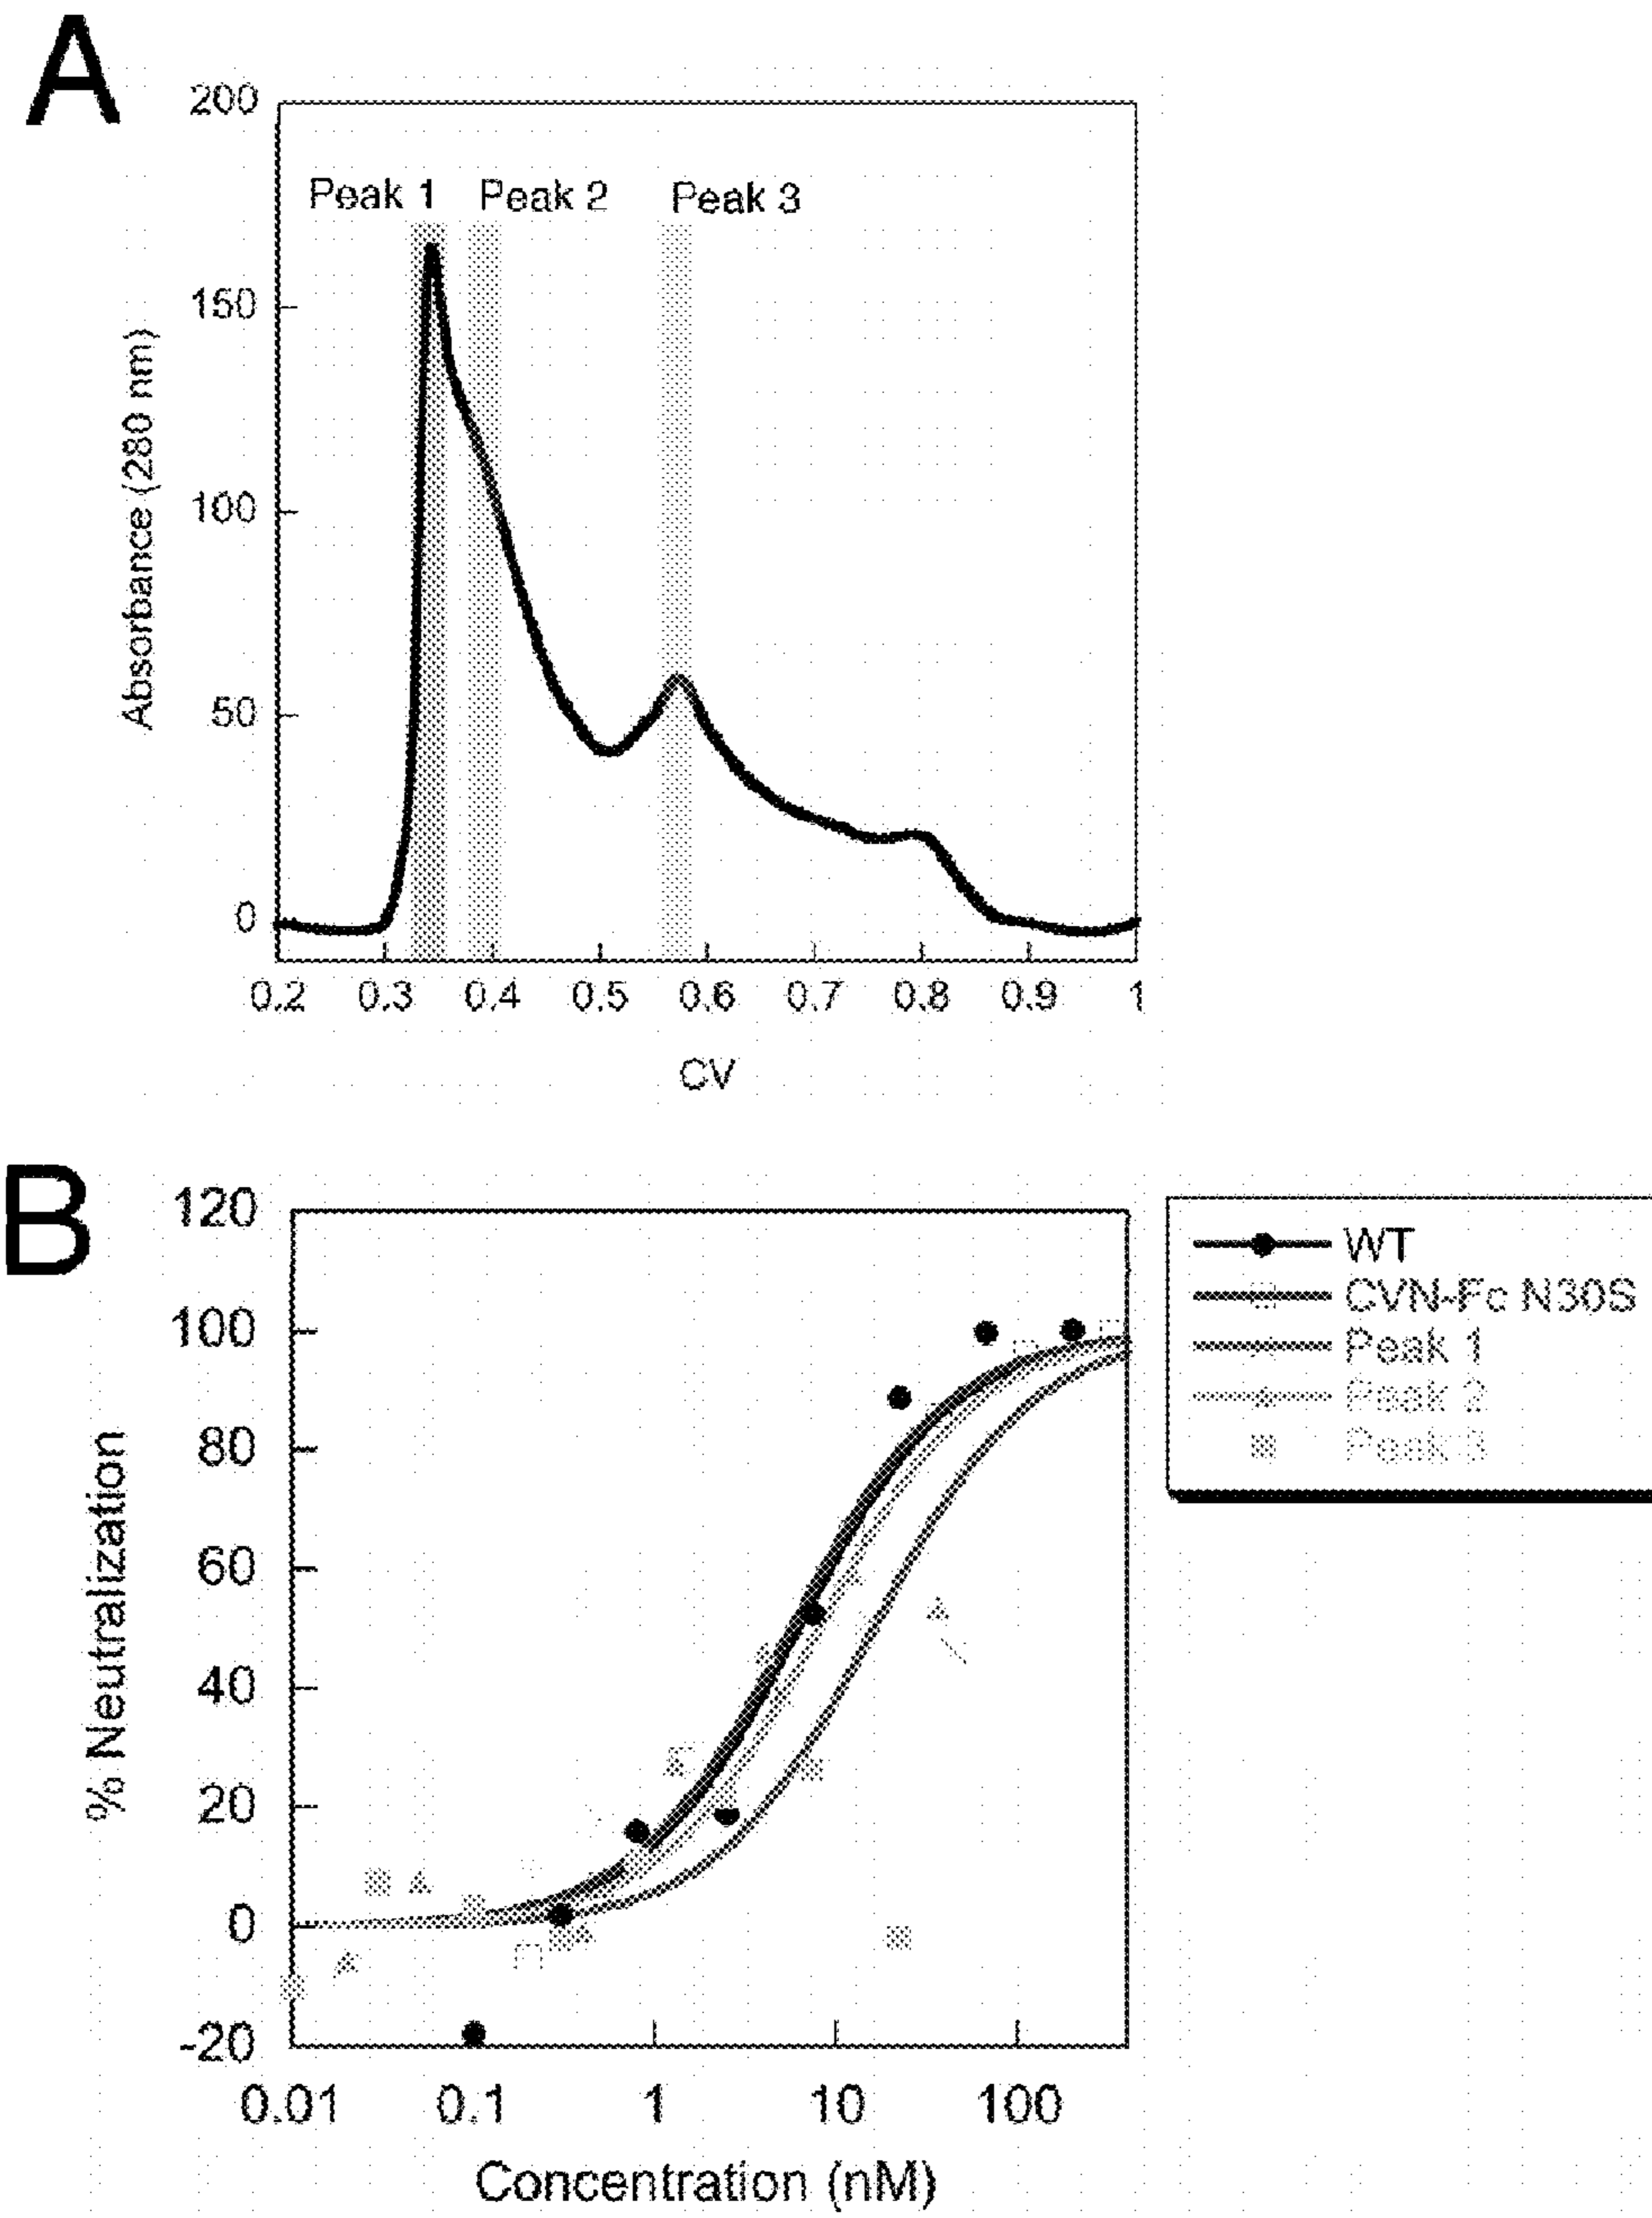 A
200
Peak 1 Peak 2 Peak 3
150
100
50
0
Absorbance (280 nm)
0.2 0.3 0.4 0.5 0.6 0.7 0.8 0.9 1
CV
B
120
100
80
60
40
20
0
-20
% Neutralization
0.01 0.1 1 10 100
Concentration (nM)
WT
CVN-Fc N30S
Peak 1
Peak 2
Peak 3